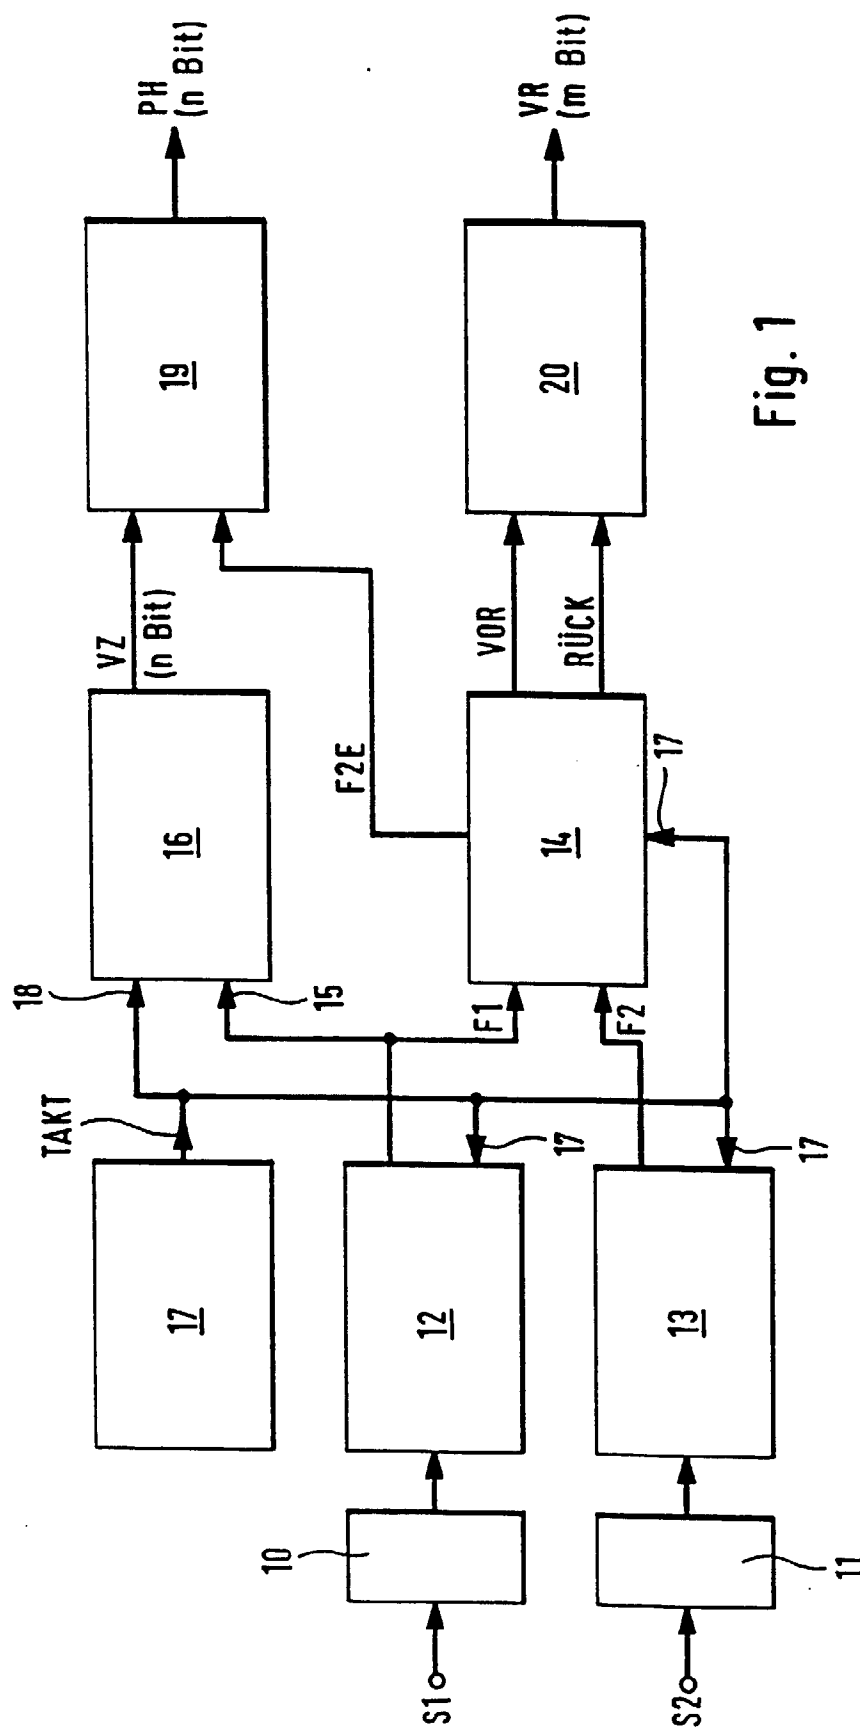 TAKT
17
18
15
16
VZ
(n Bit)
19
PH
(n Bit)
F2E
S1
10
12
17
F1
F2
14
17
VOR
RÜCK
20
VR
(m Bit)
S2
11
13
17
Fig. 1